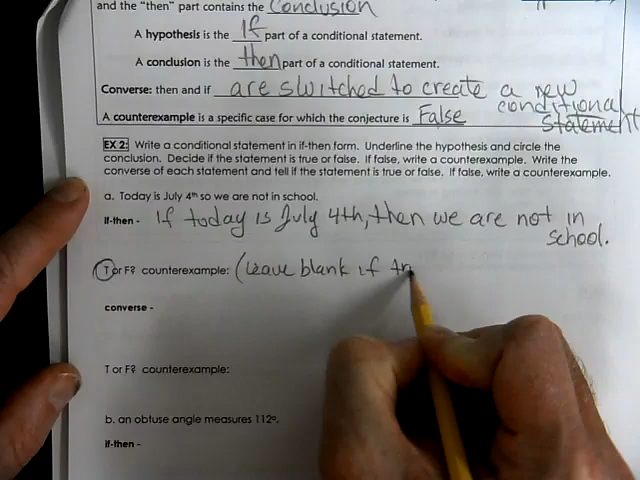 and the "then" part contains the Conclusion
A hypothesis is the If part of a conditional statement.
A conclusion is the then part of a conditional statement.
Converse: then and if are switched to create a new conditional statement
A counterexample is a specific case for which the conjecture is False
EX 2: Write a conditional statement in if-then form. Underline the hypothesis and circle the
conclusion. Decide if the statement is true or false. If false, write a counterexample. Write the
converse of each statement and tell if the statement is true or false. If false, write a counterexample.
a. Today is July 4th so we are not in school.
If-then - If today is July 4th, then we are not in
school.
T or F? counterexample: (leave blank if tr
converse -
T or F? counterexample:
b. an obtuse angle measures 112°.
if-then -